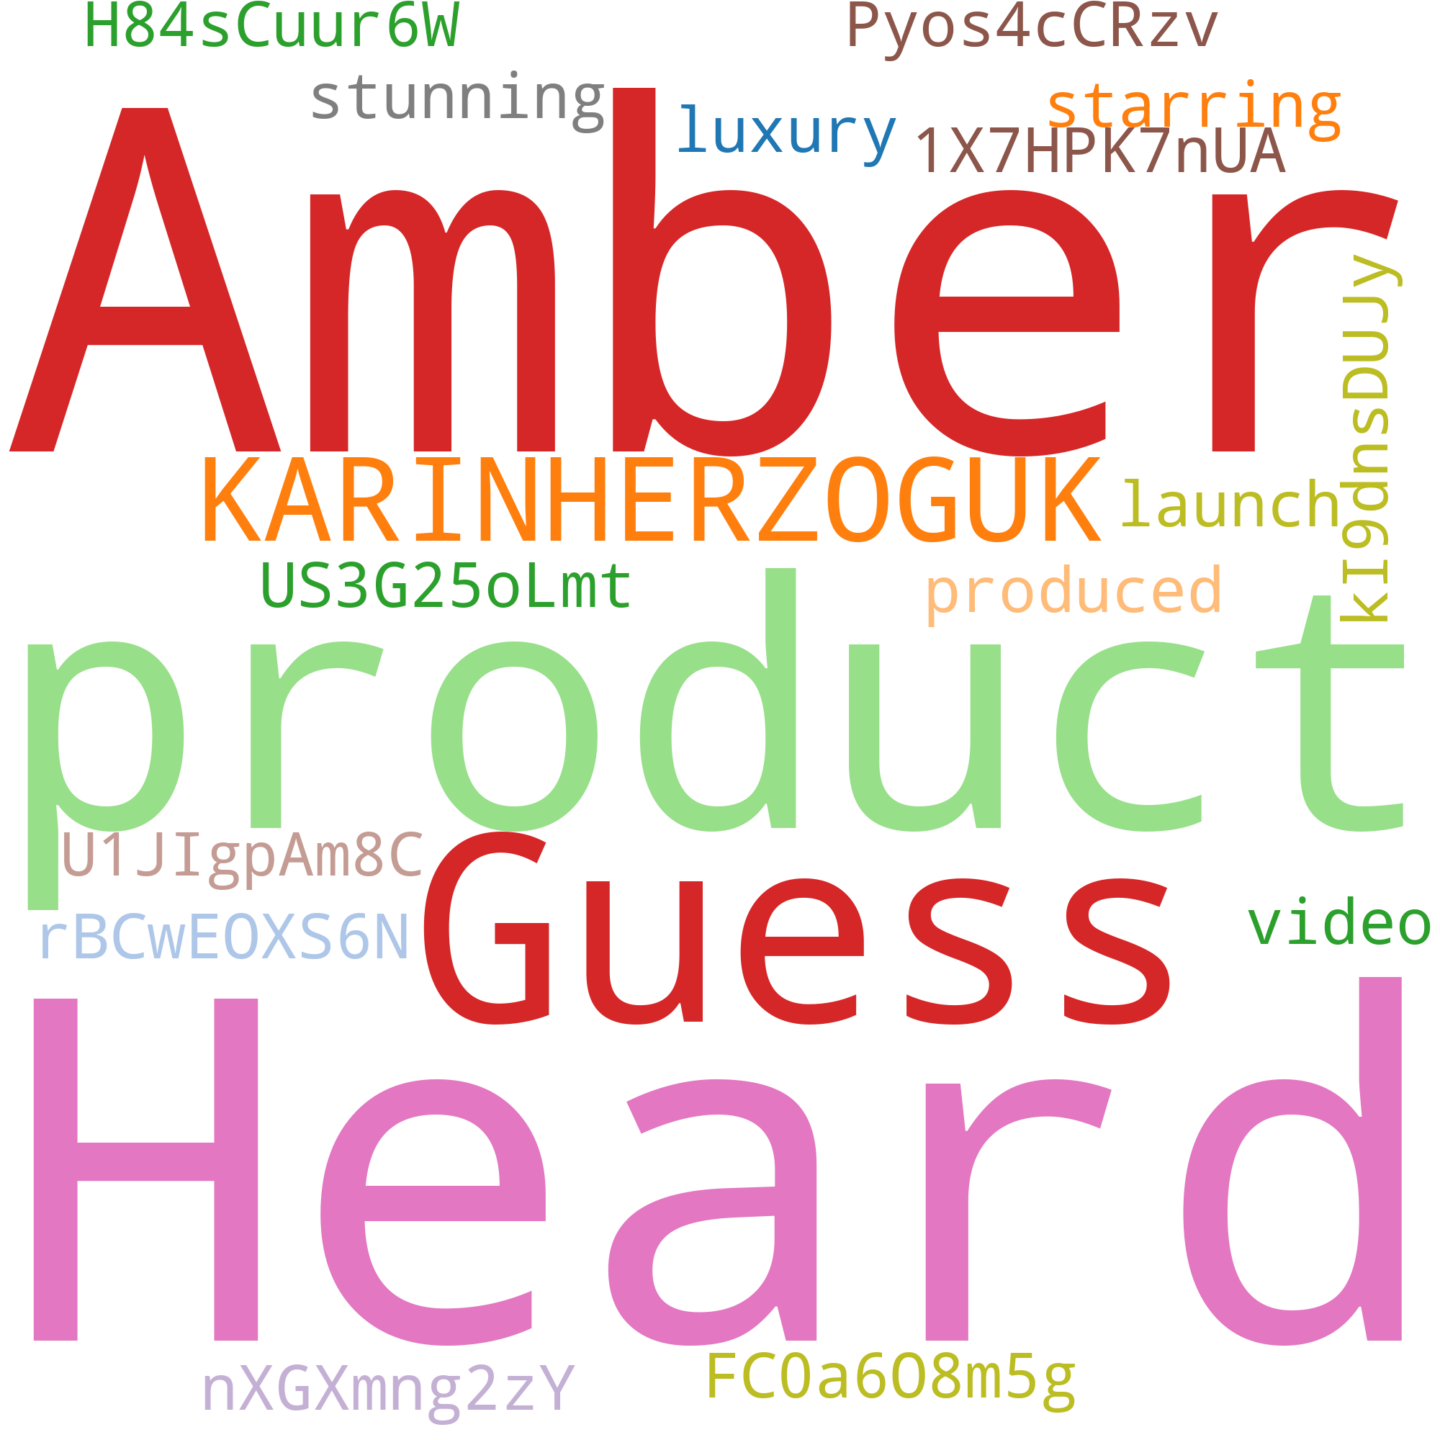 H84sCuur6W
Pyos4cCRzv
stunning
luxury
starring
1X7HPK7nUA
Amber
kI9dnsDUJy
KARINHERZOGUK
launch
US3G25oLmt
produced
product
U1JIgpAm8C
Guess
rBCwEOXS6N
video
Heard
nXGXmng2zY
FC0a6O8m5g